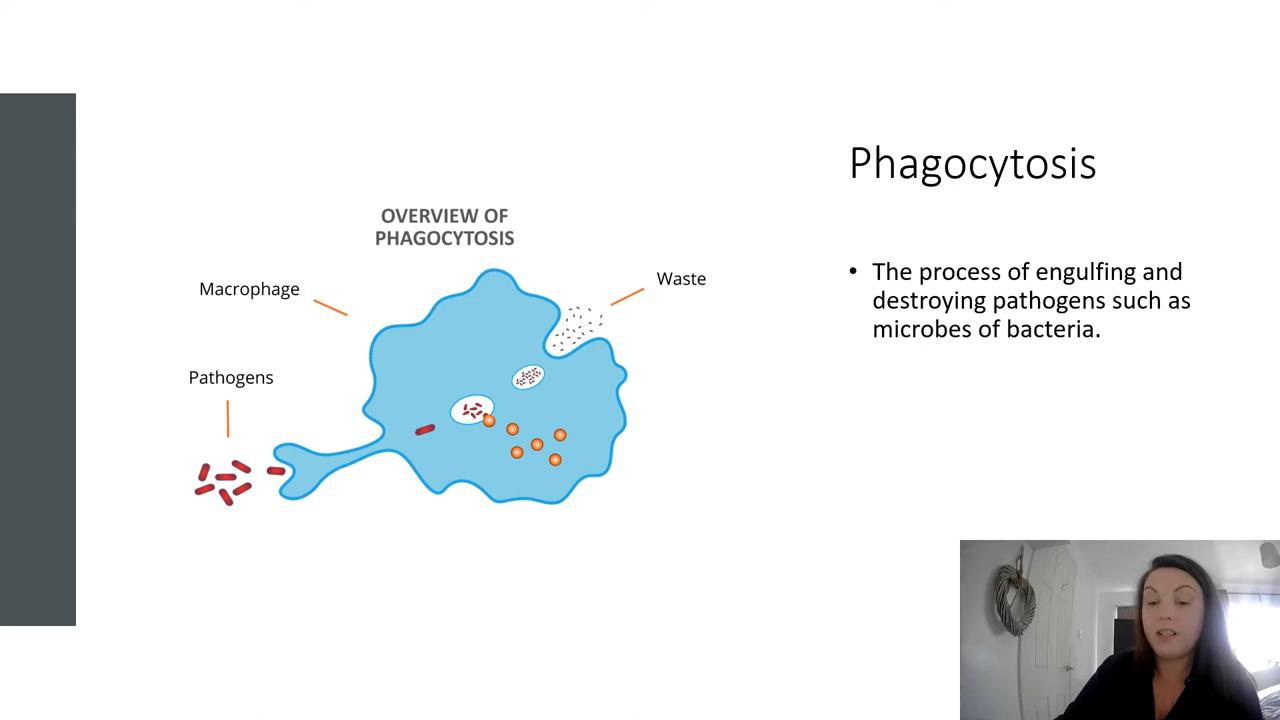 Phagocytosis
OVERVIEW OF
PHAGOCYTOSIS
Macrophage
Waste
Pathogens
• The process of engulfing and
destroying pathogens such as
microbes of bacteria.